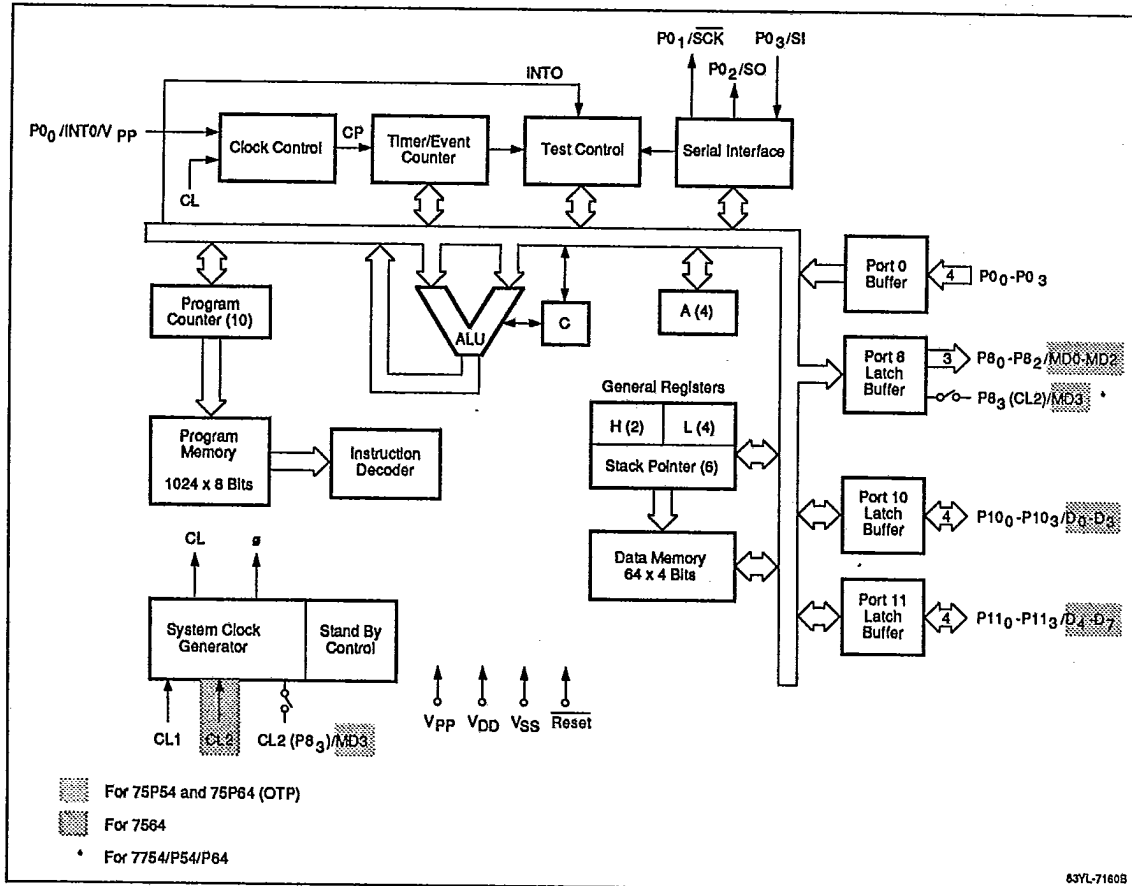 P0₁/SCK P0₃/SI
P0₂/SO
INTO
P0₀/INT0/V PP
Clock Control
CP
Timer/Event
Counter
Test Control
Serial Interface
CL
Program
Counter (10)
ALU
C
A (4)
Port 0
Buffer
4
P0₀-P0₃
Port 8
Latch
Buffer
3
P8₀-P8₂/MD0-MD2
P8₃ (CL2)/MD3 *
General Registers
H (2) L (4)
Stack Pointer (6)
Program
Memory
1024 x 8 Bits
Instruction
Decoder
Data Memory
64 x 4 Bits
Port 10
Latch
Buffer
4
P10₀-P10₃/D₀-D₃
Port 11
Latch
Buffer
4
P11₀-P11₃/D₄-D₇
CL ø
System Clock
Generator
Stand By
Control
CL1 CL2 CL2 (P8₃)/MD3
VPP VDD VSS Reset
For 75P54 and 75P64 (OTP)
For 7564
* For 7754/P54/P64
83YL-7160B